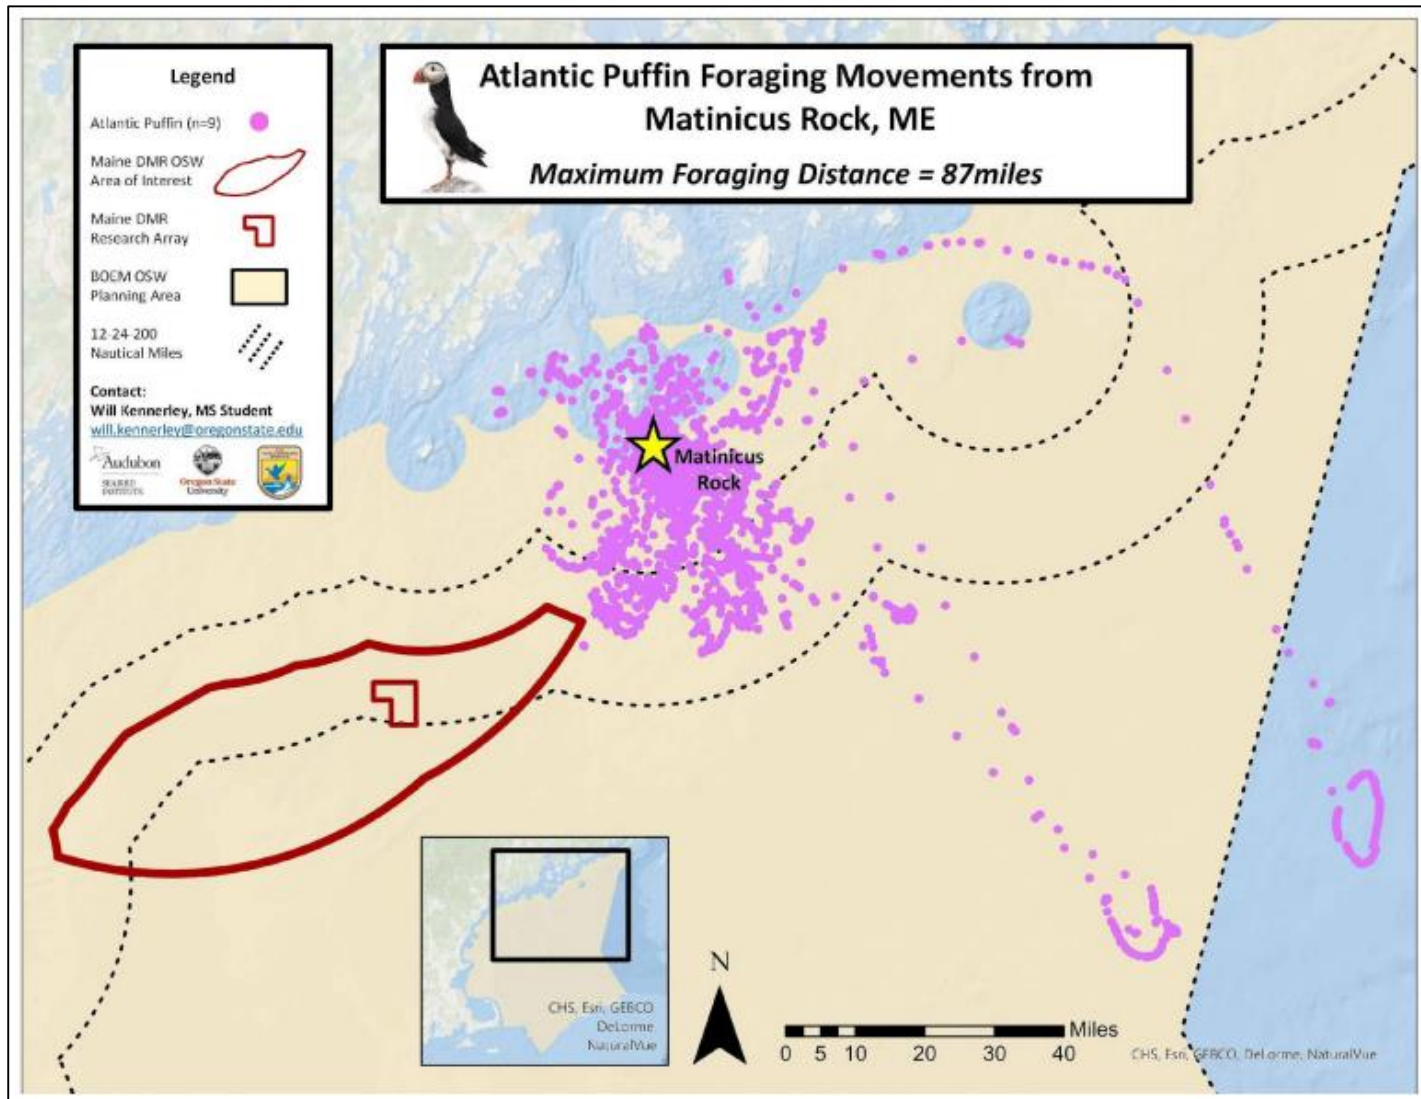 Legend
Atlantic Puffin (n=9)
Maine DMR OSW
Area of Interest
Maine DMR
Research Array
BOEM OSW
Planning Area
12-24-200
Nautical Miles
Contact:
Will Kennerley, MS Student
will.kennerley@oregonstate.edu
Audubon
SEABIRD
INSTITUTE
Oregon State
University
Atlantic Puffin Foraging Movements from
Matinicus Rock, ME
Maximum Foraging Distance = 87miles
Matinicus
Rock
CHS, Esri, GEBCO
DeLorme
NaturalVue
N
Miles
0 5 10 20 30 40
CHS, Esri, GEBCO, DeLorme, NaturalVue